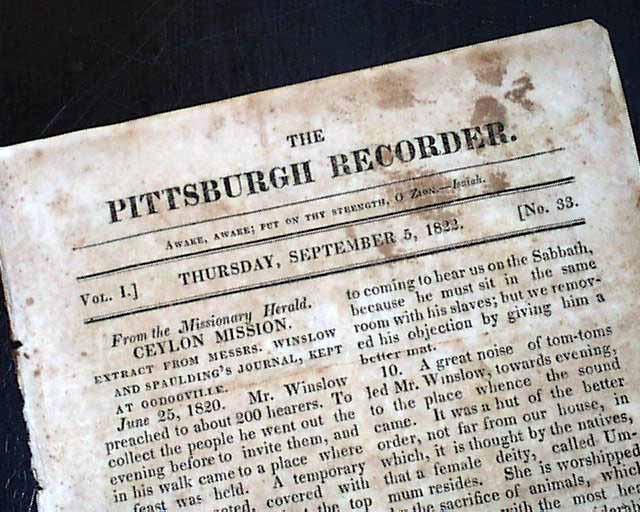 THE
PITTSBURGH RECORDER.
AWAKE, AWAKE; PUT ON THY STRENGTH, O ZION.—Isaiah.
VOL. I.] THURSDAY, SEPTEMBER 5, 1822. [No. 33.
From the Missionary Herald.
CEYLON MISSION.
EXTRACT FROM MESSRS. WINSLOW
AND SPAULDING'S JOURNAL, KEPT
AT OODOOVILLE.
June 25, 1820. Mr. Winslow
preached to about 200 hearers. To
collect the people he went out the
evening before to invite them, and
in his walk came to a place where
feast was held. A temporary
covered with
the top
to coming to hear us on the Sabbath,
because he must sit in the same
room with his slaves; but we remov-
ed his objection by giving him a
better mat.
10. A great noise of tom-toms
led Mr. Winslow, towards evening,
to the place whence the sound
came. It was a hut of the better
order, not far from our house, in
which, it is thought by the natives,
that a female deity, called Um-
mum resides. She is worshipped
the sacrifice of animals, whic
with the most he